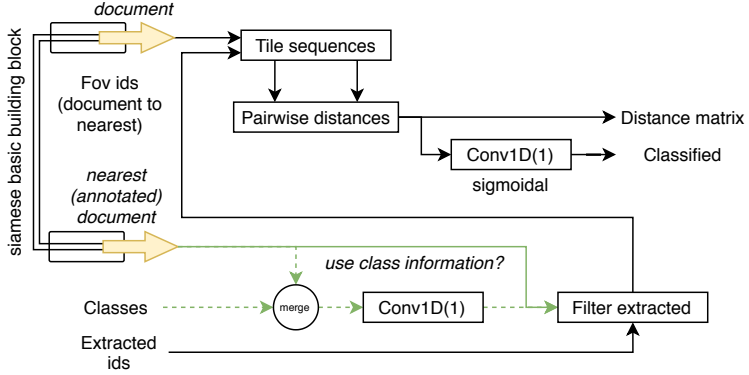 document
siamese basic building block
Tile sequences
Fov ids
(document to
nearest)
Pairwise distances
Distance matrix
Conv1D(1)
Classified
sigmoidal
nearest
(annotated)
document
use class information?
Classes
merge
Conv1D(1)
Filter extracted
Extracted
ids